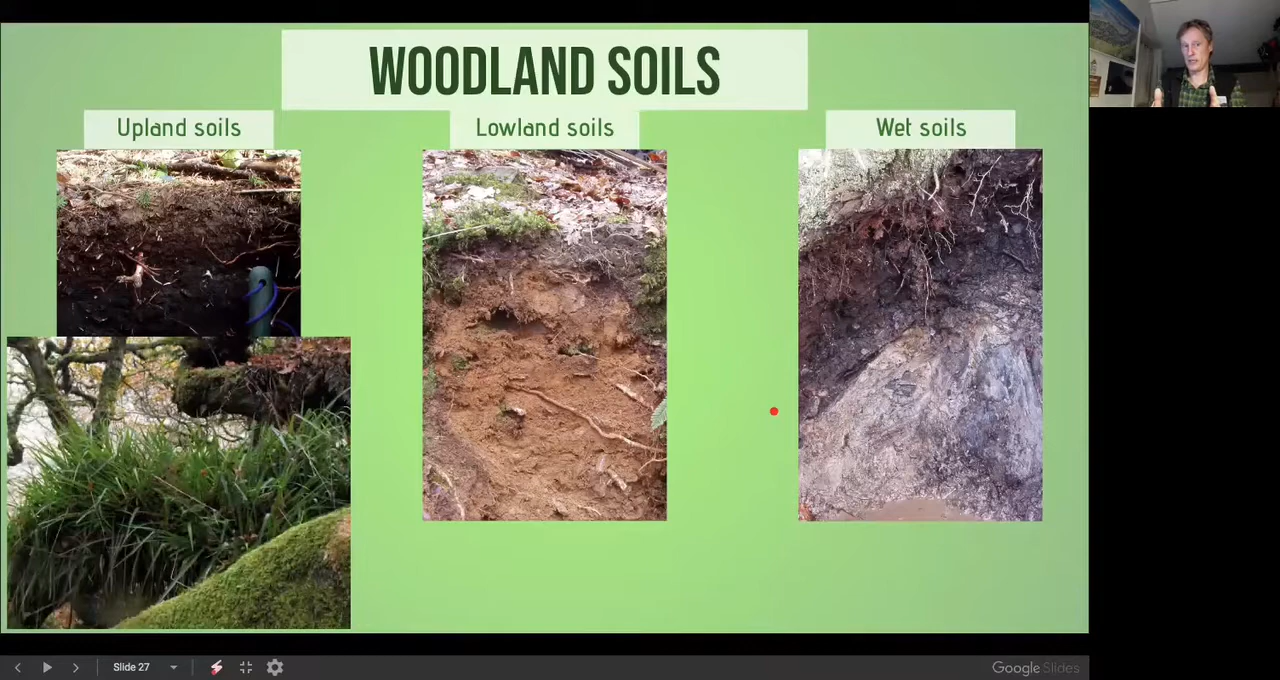 WOODLAND SOILS
Upland soils
Lowland soils
Wet soils
Slide 27
Google Slides